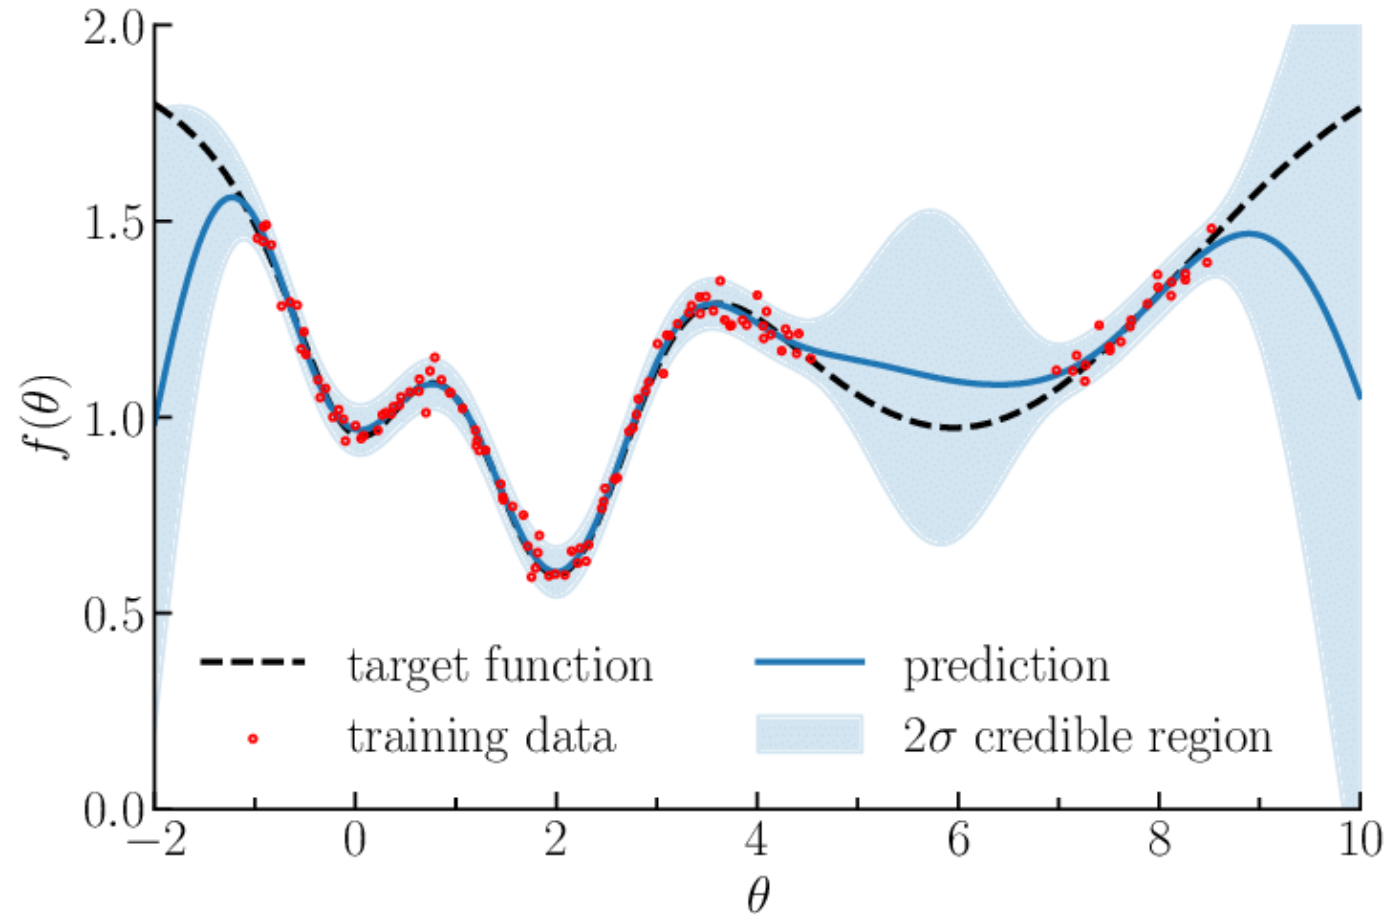 2.0
1.5
1.0
0.5
0.0
f(θ)
target function
prediction
training data
2σ credible region
−2 0 2 4 6 8 10
θ